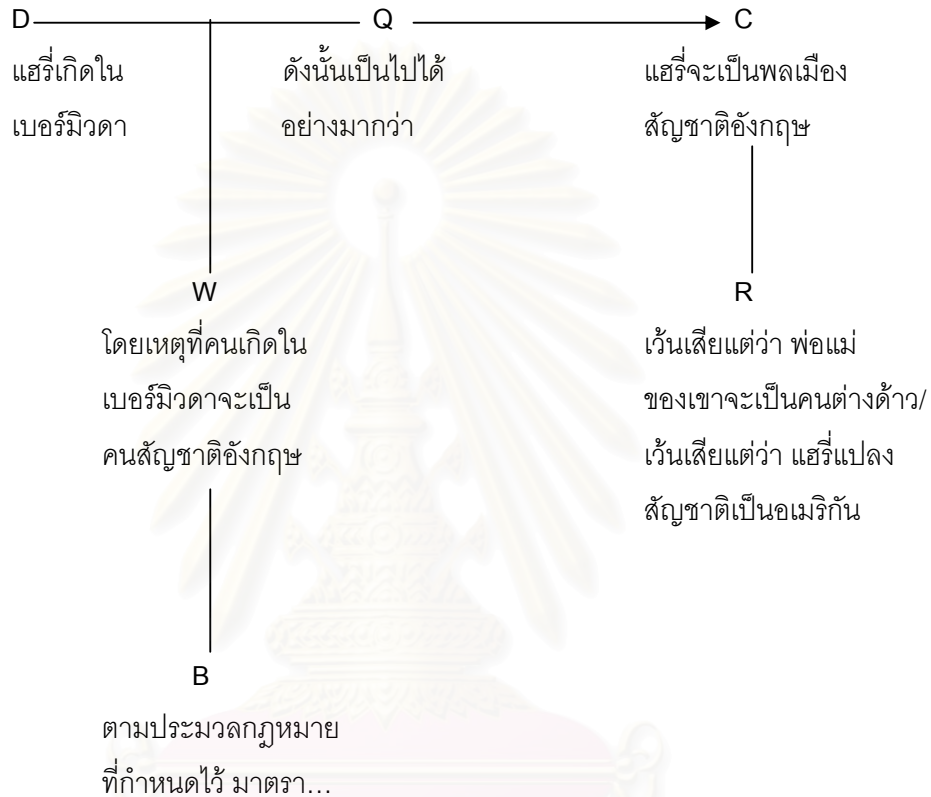 D Q C
แฮรี่เกิดใน
เบอร์มิวดา
ดังนั้นเป็นไปได้
อย่างมากว่า
แฮรี่จะเป็นพลเมือง
สัญชาติอังกฤษ
W
โดยเหตุที่คนเกิดใน
เบอร์มิวดาจะเป็น
คนสัญชาติอังกฤษ
R
เว้นเสียแต่ว่า พ่อแม่
ของเขาจะเป็นคนต่างด้าว/
เว้นเสียแต่ว่า แฮรี่แปลง
สัญชาติเป็นอเมริกัน
B
ตามประมวลกฎหมาย
ที่กำหนดไว้ มาตรา…